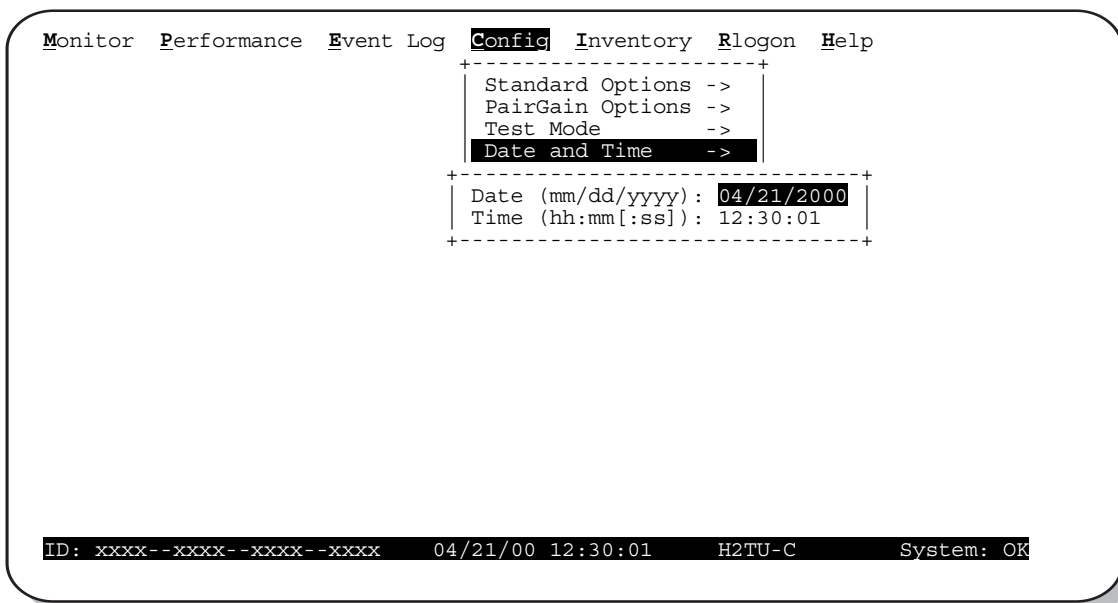 Monitor Performance Event Log Config Inventory Rlogon Help
+----------------------+
| Standard Options -> |
| PairGain Options -> |
| Test Mode -> |
| Date and Time -> |
+-------------------------------+
| Date (mm/dd/yyyy): 04/21/2000 |
| Time (hh:mm[:ss]): 12:30:01 |
+-------------------------------+
ID: xxxx--xxxx--xxxx--xxxx 04/21/00 12:30:01 H2TU-C System: OK